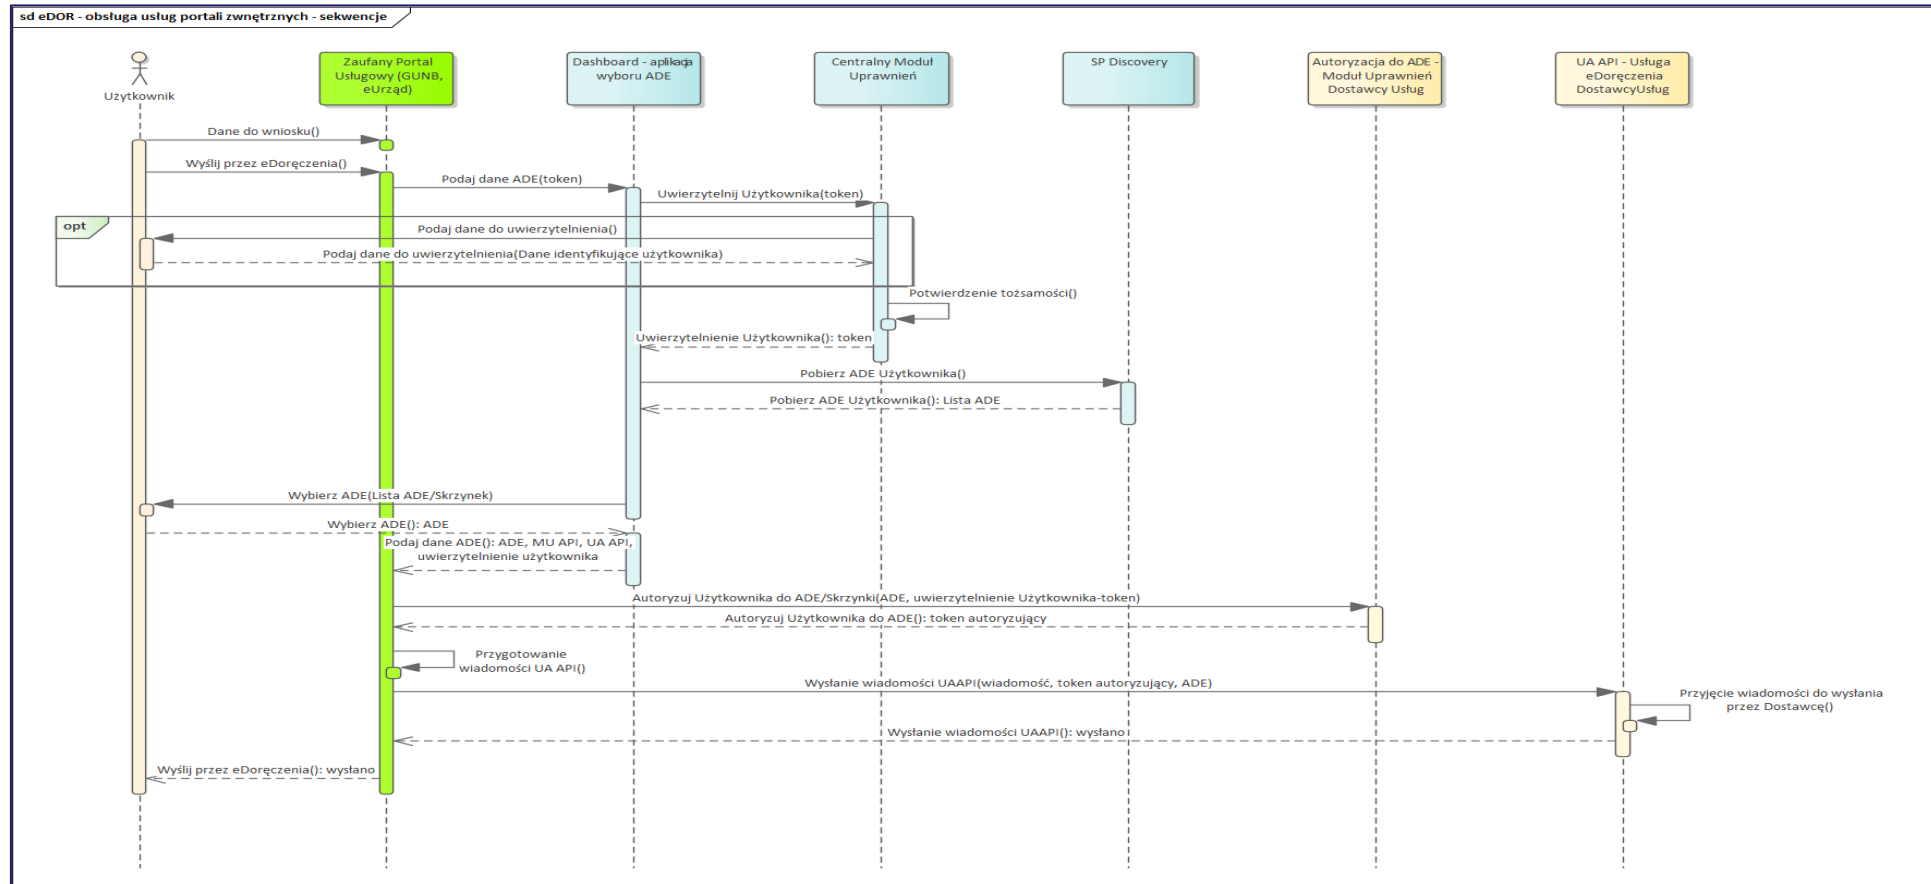 sd eDOR - obsługa usług portali zwnętrznych - sekwencje
Użytkownik
Zaufany Portal
Usługowy (GUNB,
eUrząd)
Dashboard - aplikacja
wyboru ADE
Centralny Moduł
Uprawnień
SP Discovery
Autoryzacja do ADE -
Moduł Uprawnień
Dostawcy Usług
UA API - Usługa
eDoręczenia
DostawcyUsług
Dane do wniosku()
Wyślij przez eDoręczenia()
Podaj dane ADE(token)
Uwierzytelnij Użytkownika(token)
opt
Podaj dane do uwierzytelnienia()
Podaj dane do uwierzytelnienia(Dane identyfikujące użytkownika)
Potwierdzenie tożsamości()
Uwierzytelnienie Użytkownika(): token
Pobierz ADE Użytkownika()
Pobierz ADE Użytkownika(): Lista ADE
Wybierz ADE(Lista ADE/Skrzynek)
Wybierz ADE(): ADE
Podaj dane ADE(): ADE, MU API, UA API,
uwierzytelnienie użytkownika
Autoryzuj Użytkownika do ADE/Skrzynki(ADE, uwierzytelnienie Użytkownika-token)
Autoryzuj Użytkownika do ADE(): token autoryzujący
Przygotowanie
wiadomości UA API()
Wysłanie wiadomości UAAPI(wiadomość, token autoryzujący, ADE)
Przyjęcie wiadomości do wysłania
przez Dostawcę()
Wysłanie wiadomości UAAPI(): wysłano
Wyślij przez eDoręczenia(): wysłano